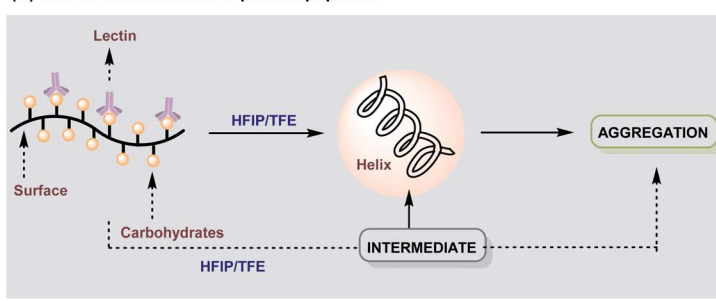 Lectin
HFIP/TFE
AGGREGATION
Helix
Surface
Carbohydrates
INTERMEDIATE
HFIP/TFE